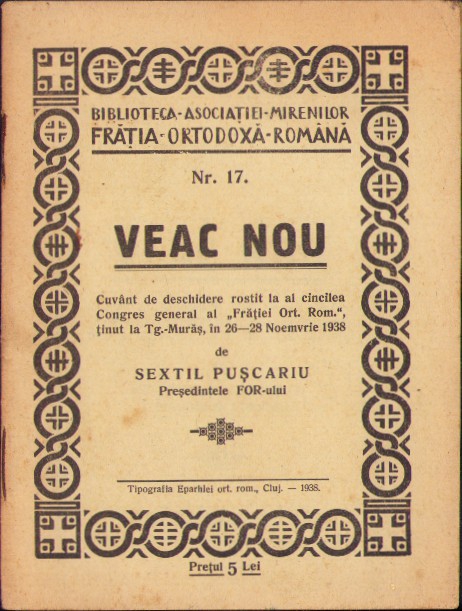 BIBLIOTECA-ASOCIAȚIEI-MIRENILOR
FRĂȚIA-ORTODOXĂ-ROMÂNĂ
Nr. 17.
VEAC NOU
Cuvânt de deschidere rostit la al cincilea
Congres general al „Frăției Ort. Rom.“,
ținut la Tg.-Murăș, în 26—28 Noemvrie 1938
de
SEXTIL PUȘCARIU
Președintele FOR-ului
Tipografia Eparhiei ort. rom., Cluj. — 1938.
Prețul 5 Lei